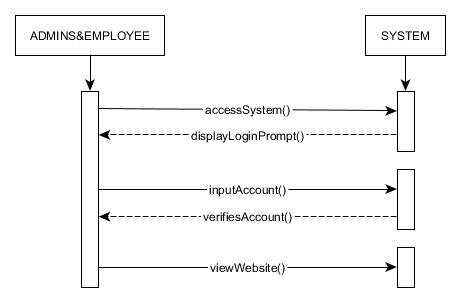 ADMINS&EMPLOYEE
SYSTEM
accessSystem()
displayLoginPrompt()
inputAccount()
verifiesAccount()
viewWebsite()